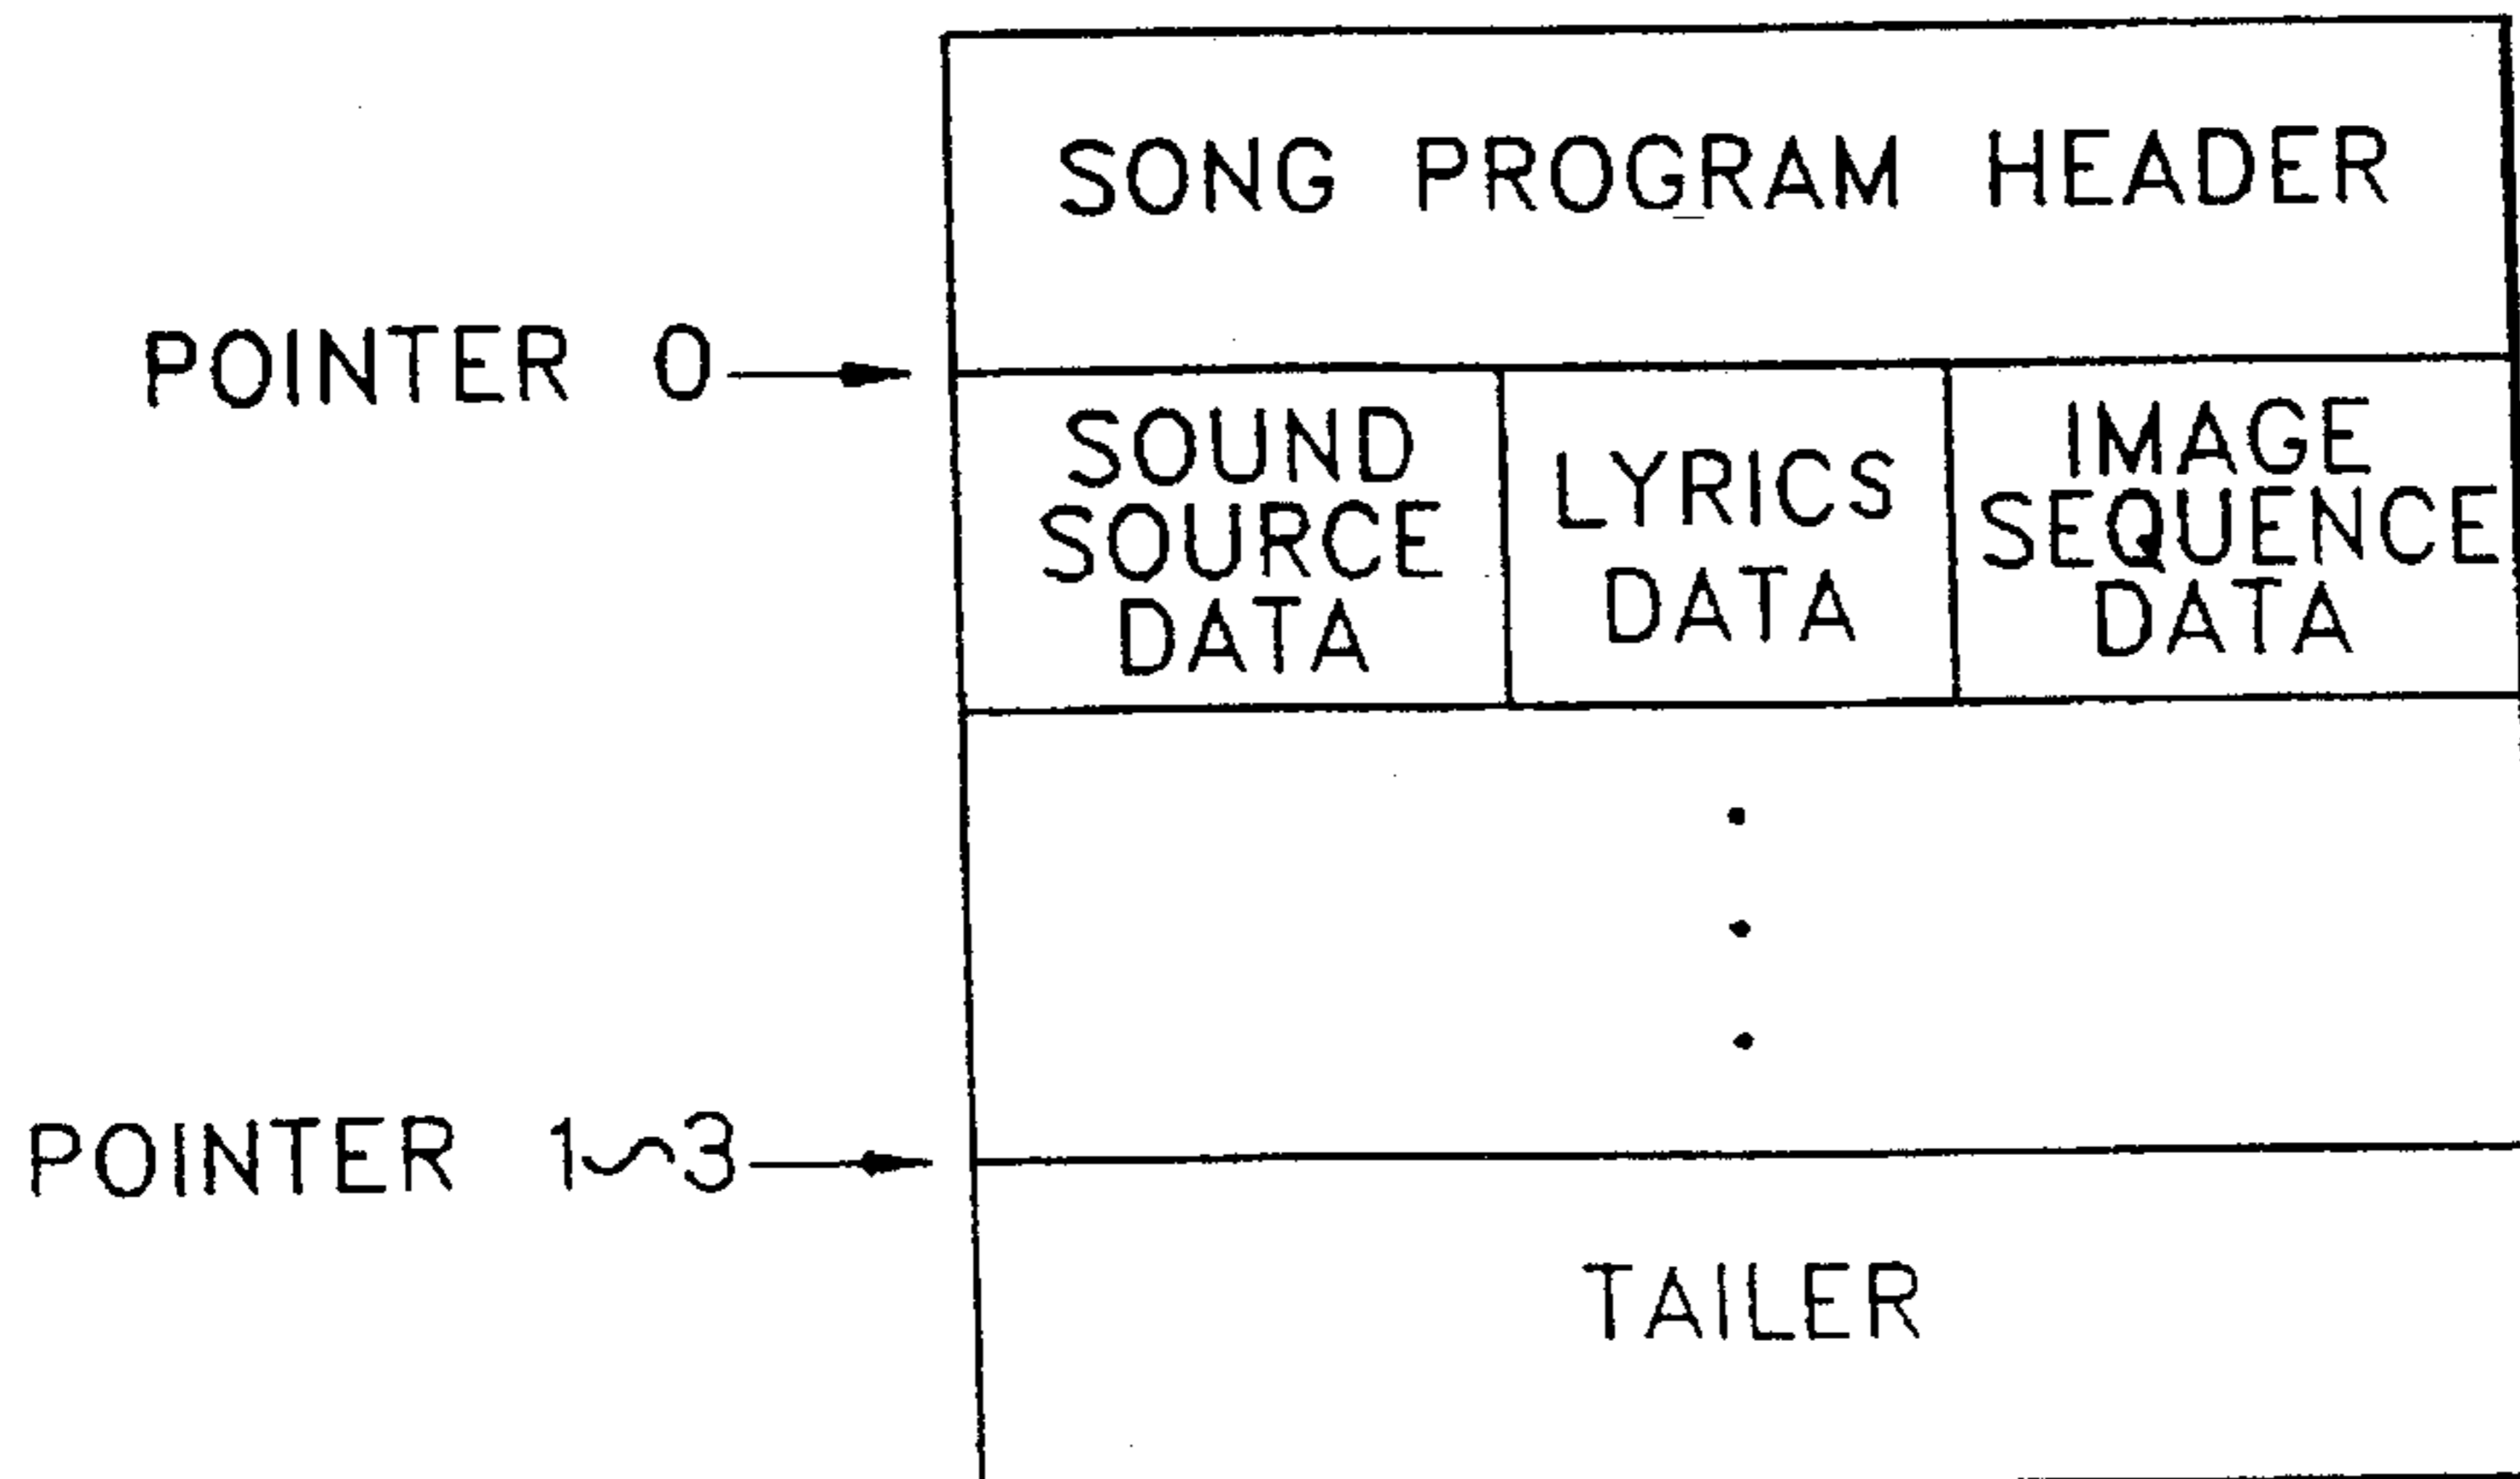 SONG PROGRAM HEADER
POINTER 0
SOUND
SOURCE
DATA
LYRICS
DATA
IMAGE
SEQUENCE
DATA
POINTER 1~3
TAILER